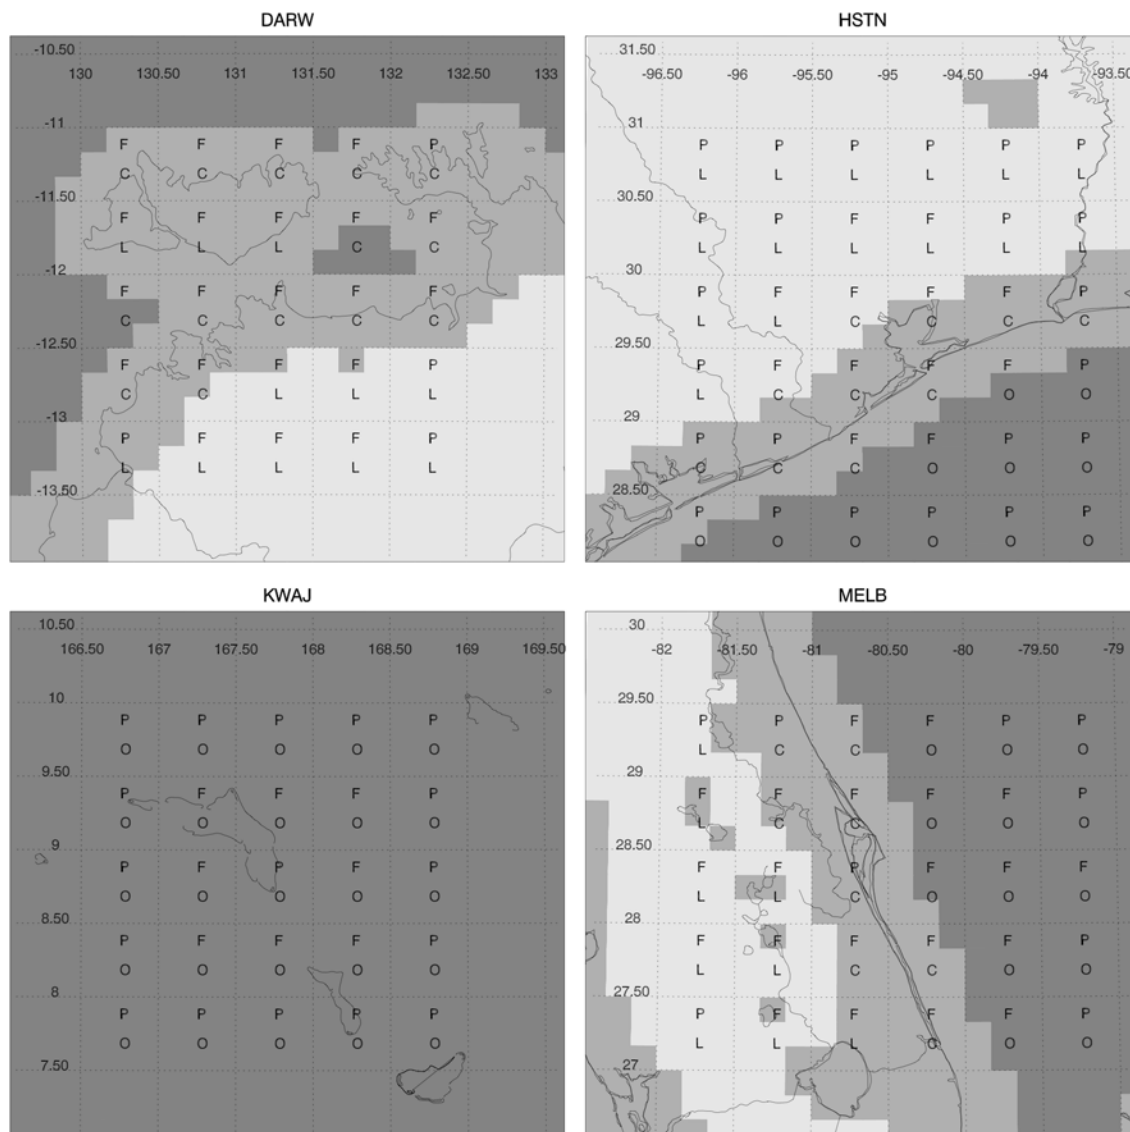 DARW
-10.50
130 130.50 131 131.50 132 132.50 133
-11
F F F F P
C C C C C
-11.50
F F F F F
L L L C C
-12
F F F F F
C C C C C
-12.50
F F F F P
C C L L L
-13
P F F F P
L L L L L
-13.50
HSTN
31.50
-96.50 -96 -95.50 -95 -94.50 -94 -93.50
31
P P P P P P
L L L L L L
30.50
P P F F P P
L L L L L L
30
P F F F F P
L L C C C C
29.50
P F F F F P
L C C C O O
29
P P F F P P
C C C O O O
28.50
P P P P P P
O O O O O O
KWAJ
10.50
166.50 167 167.50 168 168.50 169 169.50
10
P P P P P
O O O O O
9.50
P F F F P
O O O O O
9
P F P F P
O O O O O
8.50
P F F F P
O O O O O
8
P P P P P
O O O O O
7.50
MELB
30
-82 -81.50 -81 -80.50 -80 -79.50 -79
29.50
P P F F P P
L C C O O O
29
F F F F F P
L C C O O O
28.50
F F P F F F
L L C O O O
28
F F F F F P
L L C C O O
27.50
P F F F F P
L L L C O O
27